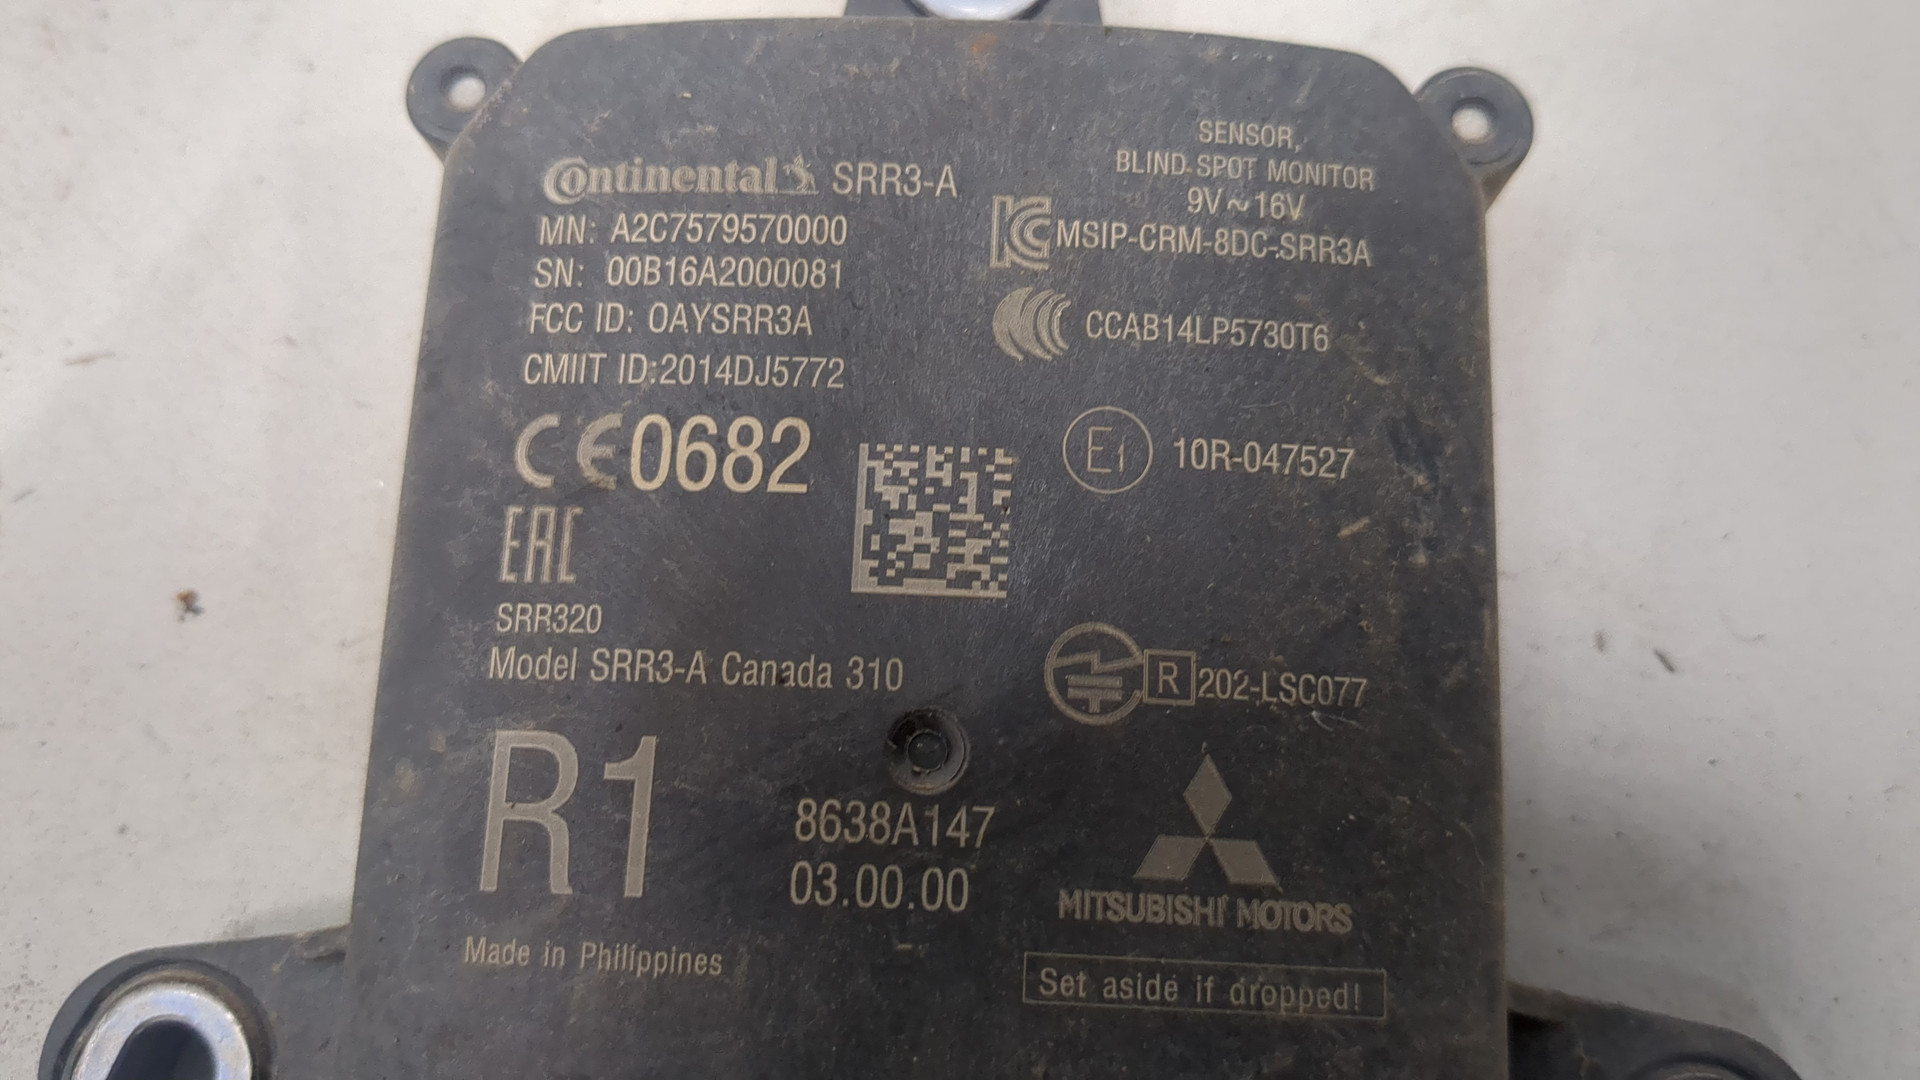 Continental SRR3-A
MN: A2C7579570000
SN: 00B16A2000081
FCC ID: OAYSRR3A
CMIIT ID:2014DJ5772
CE0682
EAC
SRR320
Model SRR3-A Canada 310
R1
Made in Philippines
SENSOR,
BLIND SPOT MONITOR
9V~16V
MSIP-CRM-8DC-SRR3A
CCAB14LP5730T6
E1 10R-047527
R 202-LSC077
8638A147
03.00.00
MITSUBISHI MOTORS
Set aside if dropped!